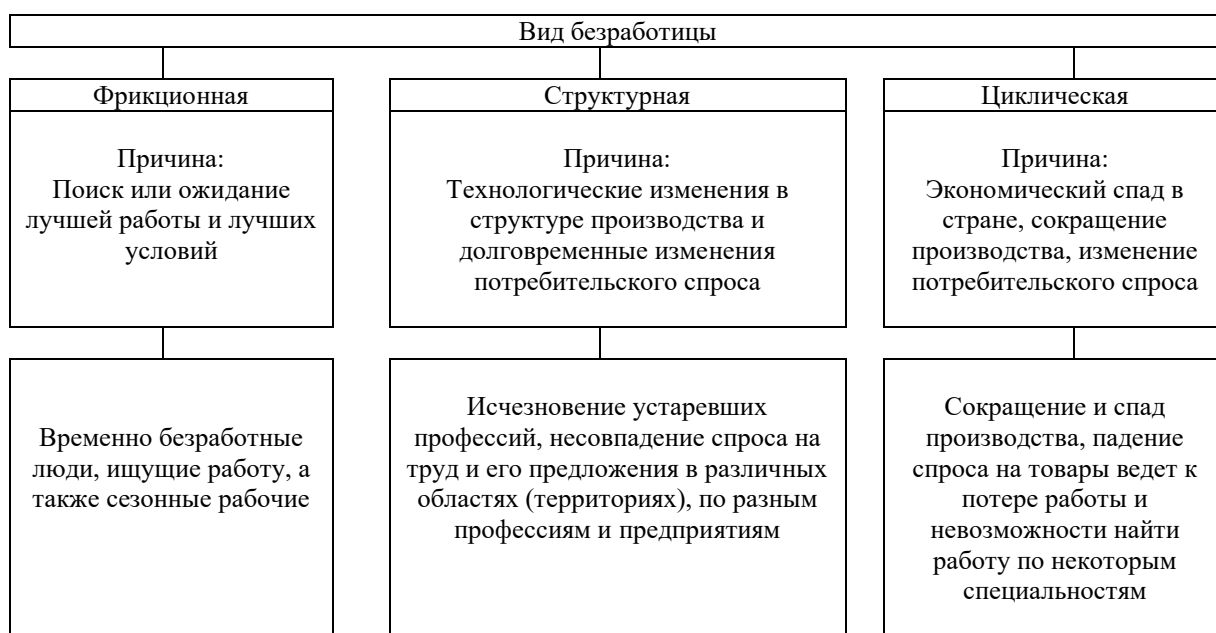 Вид безработицы
Фрикционная
Причина:
Поиск или ожидание
лучшей работы и лучших
условий
Временно безработные
люди, ищущие работу, а
также сезонные рабочие
Структурная
Причина:
Технологические изменения в
структуре производства и
долговременные изменения
потребительского спроса
Исчезновение устаревших
профессий, несовпадение спроса на
труд и его предложения в различных
областях (территориях), по разным
профессиям и предприятиям
Циклическая
Причина:
Экономический спад в
стране, сокращение
производства, изменение
потребительского спроса
Сокращение и спад
производства, падение
спроса на товары ведет к
потере работы и
невозможности найти
работу по некоторым
специальностям